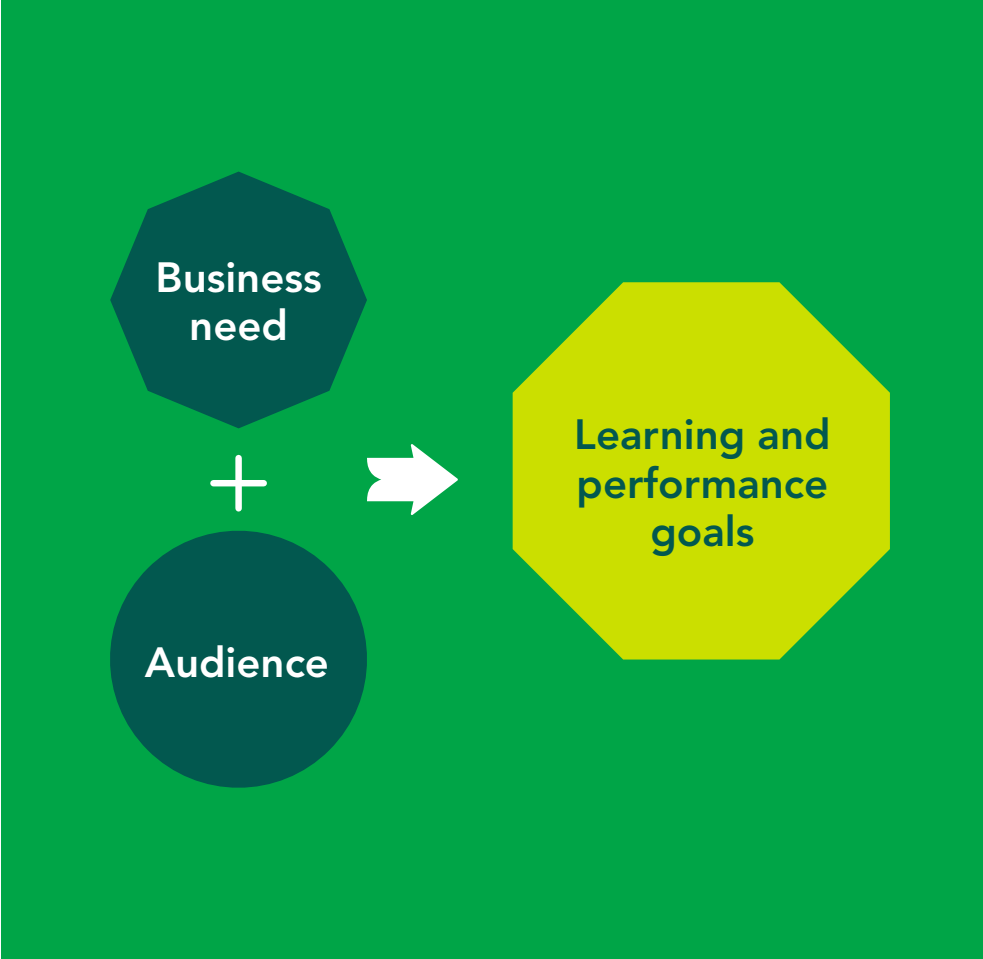 Business
need
+
Audience
Learning and
performance
goals